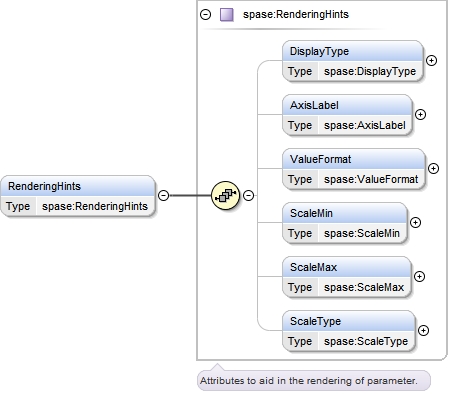 spase:RenderingHints
DisplayType
Type spase:DisplayType
AxisLabel
Type spase:AxisLabel
ValueFormat
Type spase:ValueFormat
RenderingHints
Type spase:RenderingHints
ScaleMin
Type spase:ScaleMin
ScaleMax
Type spase:ScaleMax
ScaleType
Type spase:ScaleType
Attributes to aid in the rendering of parameter.